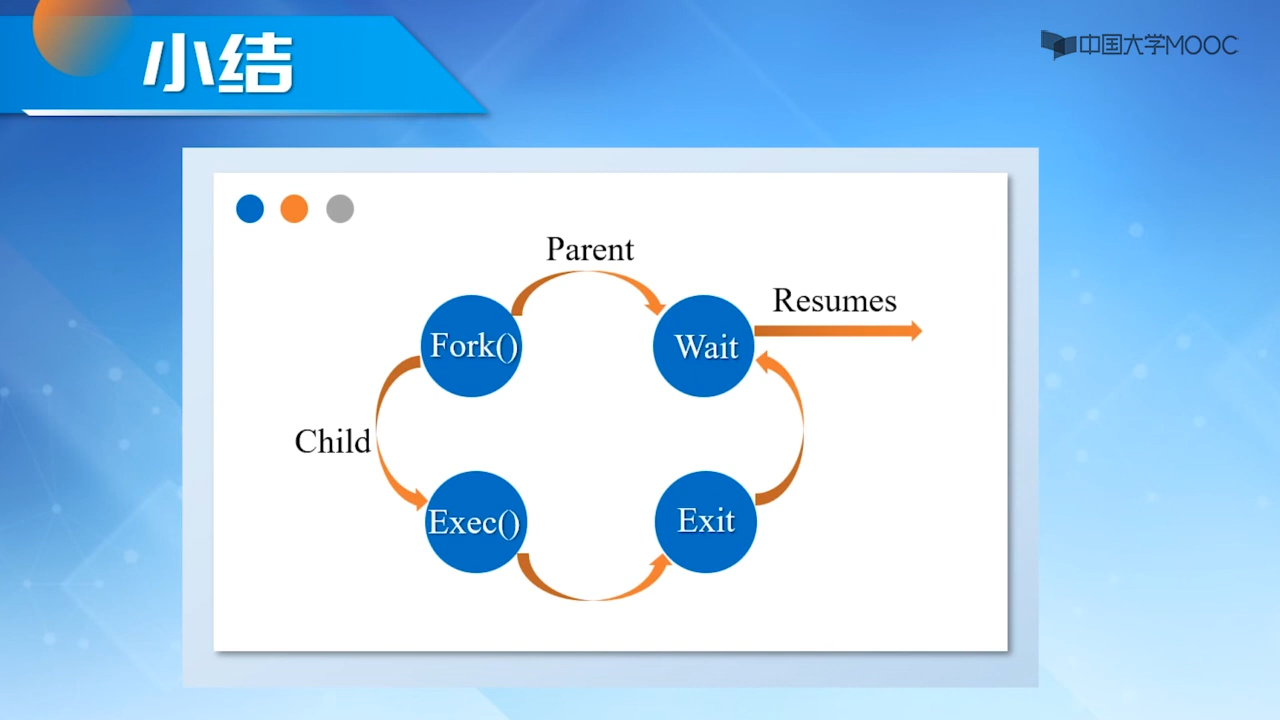 小结
中国大学MOOC
Parent
Resumes
Fork()
Wait
Child
Exec()
Exit